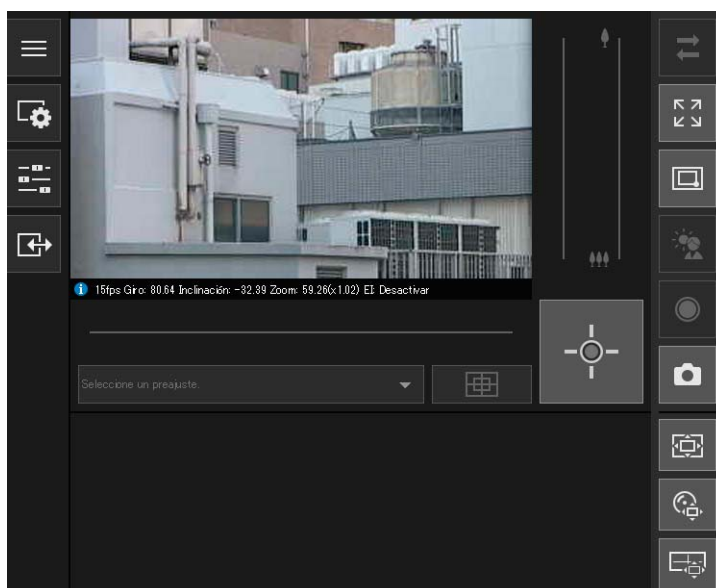 15fps Giro: 80.64 Inclinación: -32.39 Zoom: 59.26(x1.02) EI: Desactivar
Seleccione un preajuste.